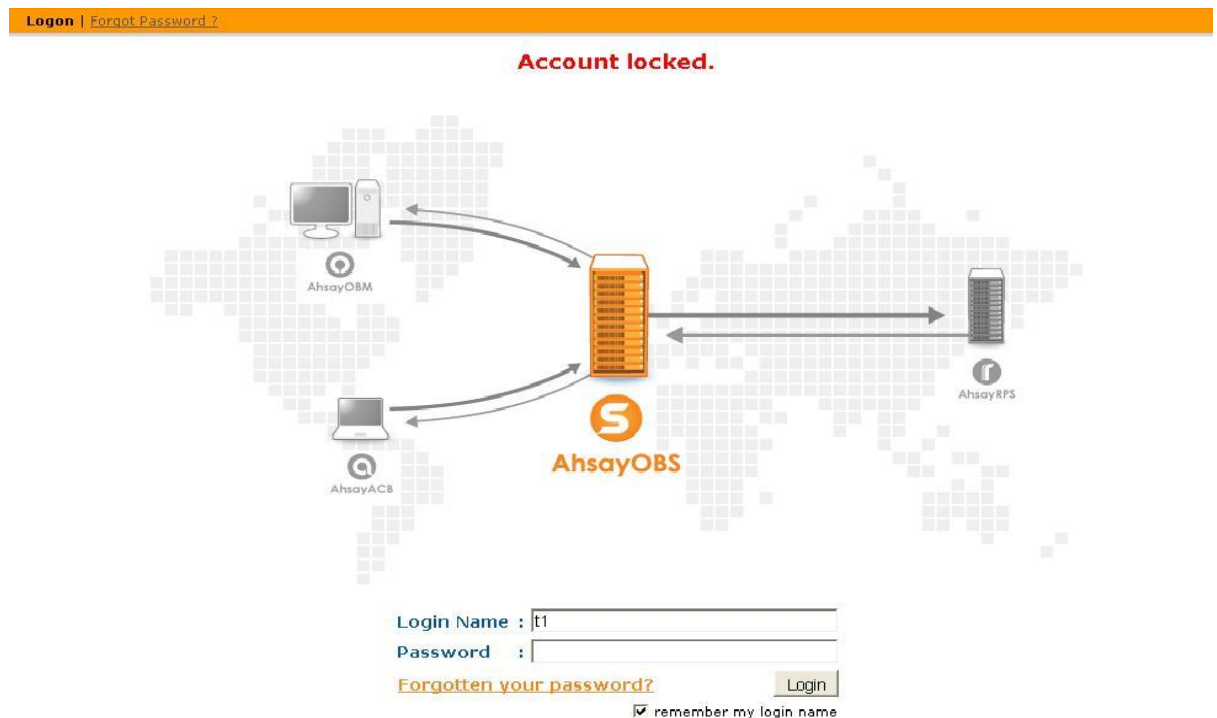 Logon | Forgot Password ?
Account locked.
AhsayOBM
AhsayRPS
AhsayOBS
AhsayACB
Login Name : t1
Password :
Forgotten your password? Login
remember my login name